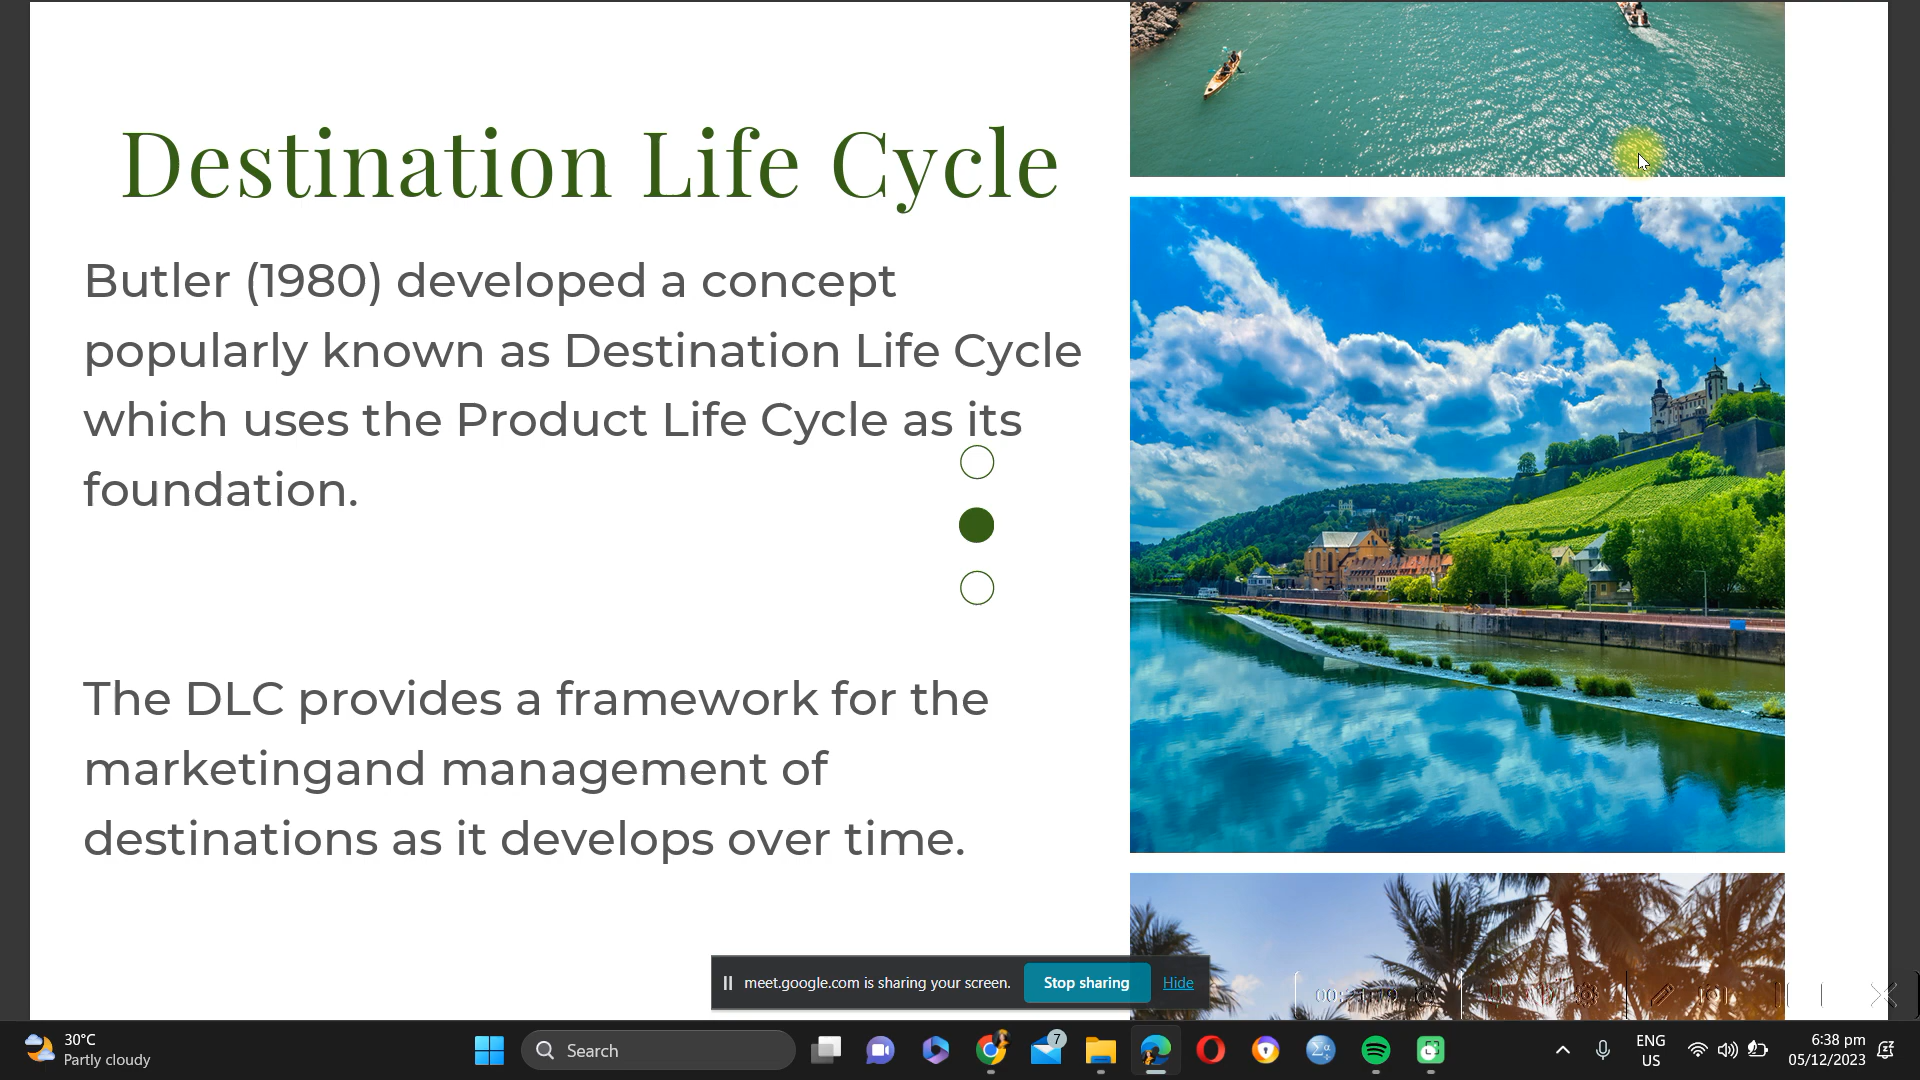 Destination Life Cycle
Butler (1980) developed a concept
popularly known as Destination Life Cycle
which uses the Product Life Cycle as its
foundation.
The DLC provides a framework for the
marketingand management of
destinations as it develops over time.
meet.google.com is sharing your screen.
Stop sharing
Hide
30°C
Partly cloudy
Search
7
ENG
US
6:38 pm
05/12/2023